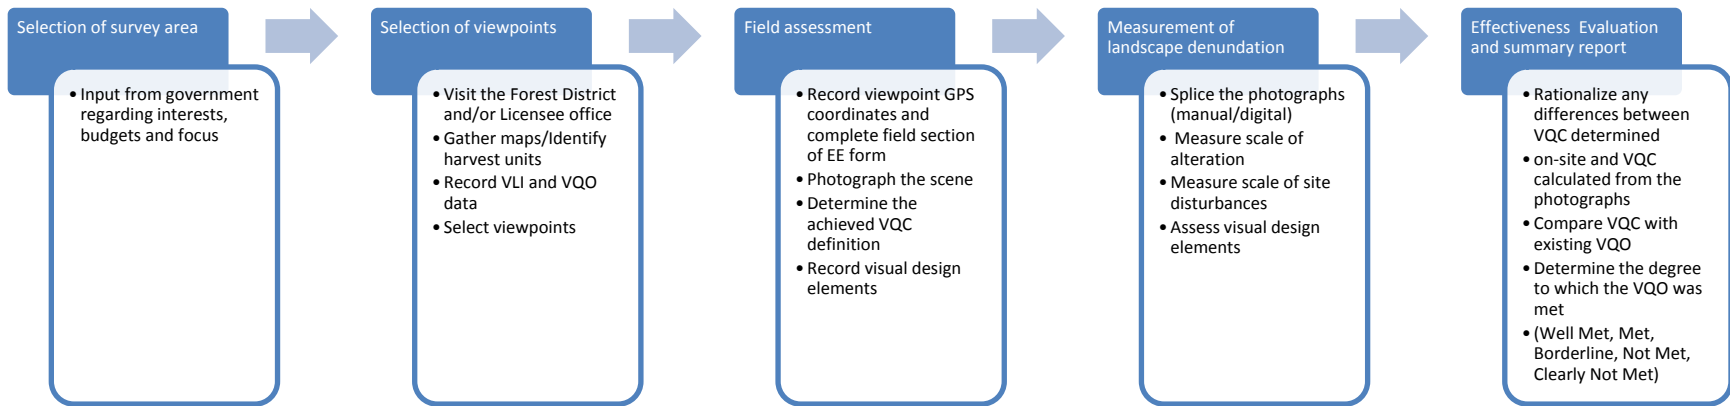 Selection of survey area
• Input from government
regarding interests,
budgets and focus
Selection of viewpoints
• Visit the Forest District
and/or Licensee office
• Gather maps/Identify
harvest units
• Record VLI and VQO
data
• Select viewpoints
Field assessment
• Record viewpoint GPS
coordinates and
complete field section
of EE form
• Photograph the scene
• Determine the
achieved VQC
definition
• Record visual design
elements
Measurement of
landscape denundation
• Splice the photographs
(manual/digital)
• Measure scale of
alteration
• Measure scale of site
disturbances
• Assess visual design
elements
Effectiveness Evaluation
and summary report
• Rationalize any
differences between
VQC determined
• on-site and VQC
calculated from the
photographs
• Compare VQC with
existing VQO
• Determine the degree
to which the VQO was
met
• (Well Met, Met,
Borderline, Not Met,
Clearly Not Met)